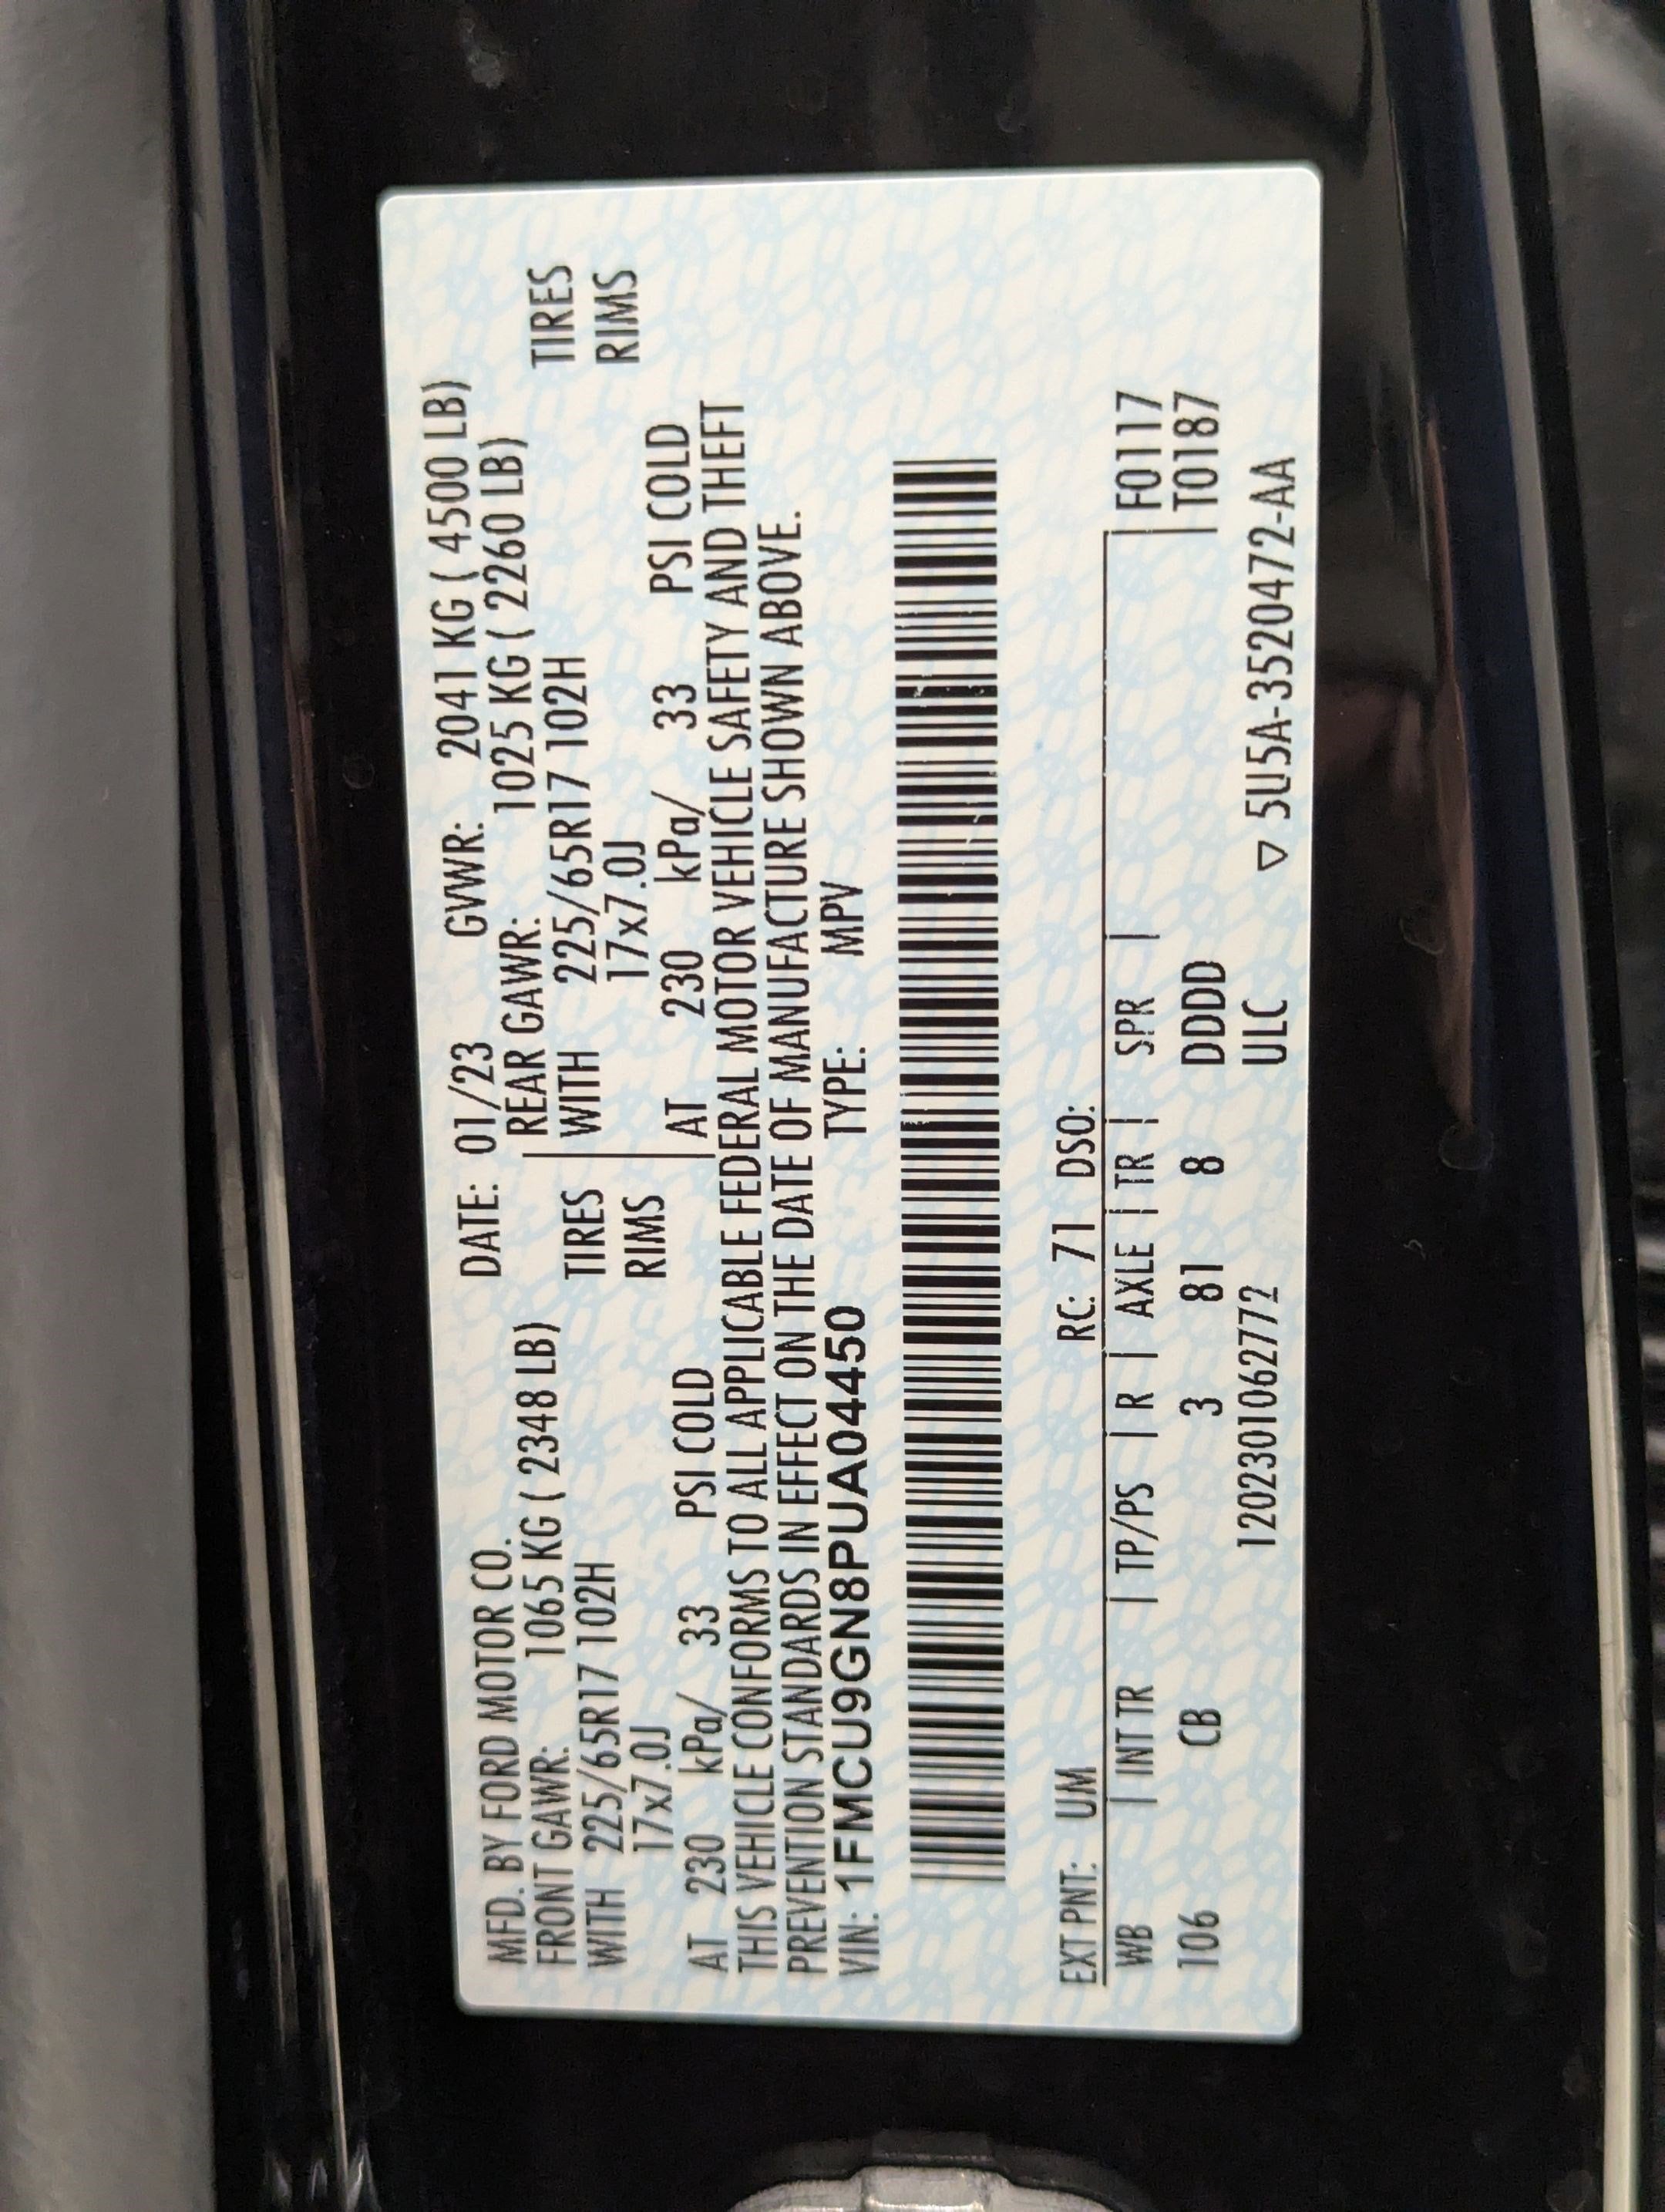 MFD. BY FORD MOTOR CO. DATE: 01/23 GVWR: 2041 KG ( 4500 LB)
FRONT GAWR: 1065 KG ( 2348 LB) REAR GAWR: 1025 KG ( 2260 LB)
WITH 225/65R17 102H TIRES WITH 225/65R17 102H TIRES
17x7.0J RIMS 17x7.0J RIMS
AT 230 kPa/ 33 PSI COLD AT 230 kPa/ 33 PSI COLD
THIS VEHICLE CONFORMS TO ALL APPLICABLE FEDERAL MOTOR VEHICLE SAFETY AND THEFT
PREVENTION STANDARDS IN EFFECT ON THE DATE OF MANUFACTURE SHOWN ABOVE.
VIN: 1FMCU9GN8PUA04450 TYPE: MPV
EXT PNT: UM RC: 71 DSO:
WB | INT TR | TP/PS | R | AXLE | TR | SPR | | F0117
106 CB 3 81 8 DDDD | T0187
1202301062772 ULC ▽ 5U5A-3520472-AA